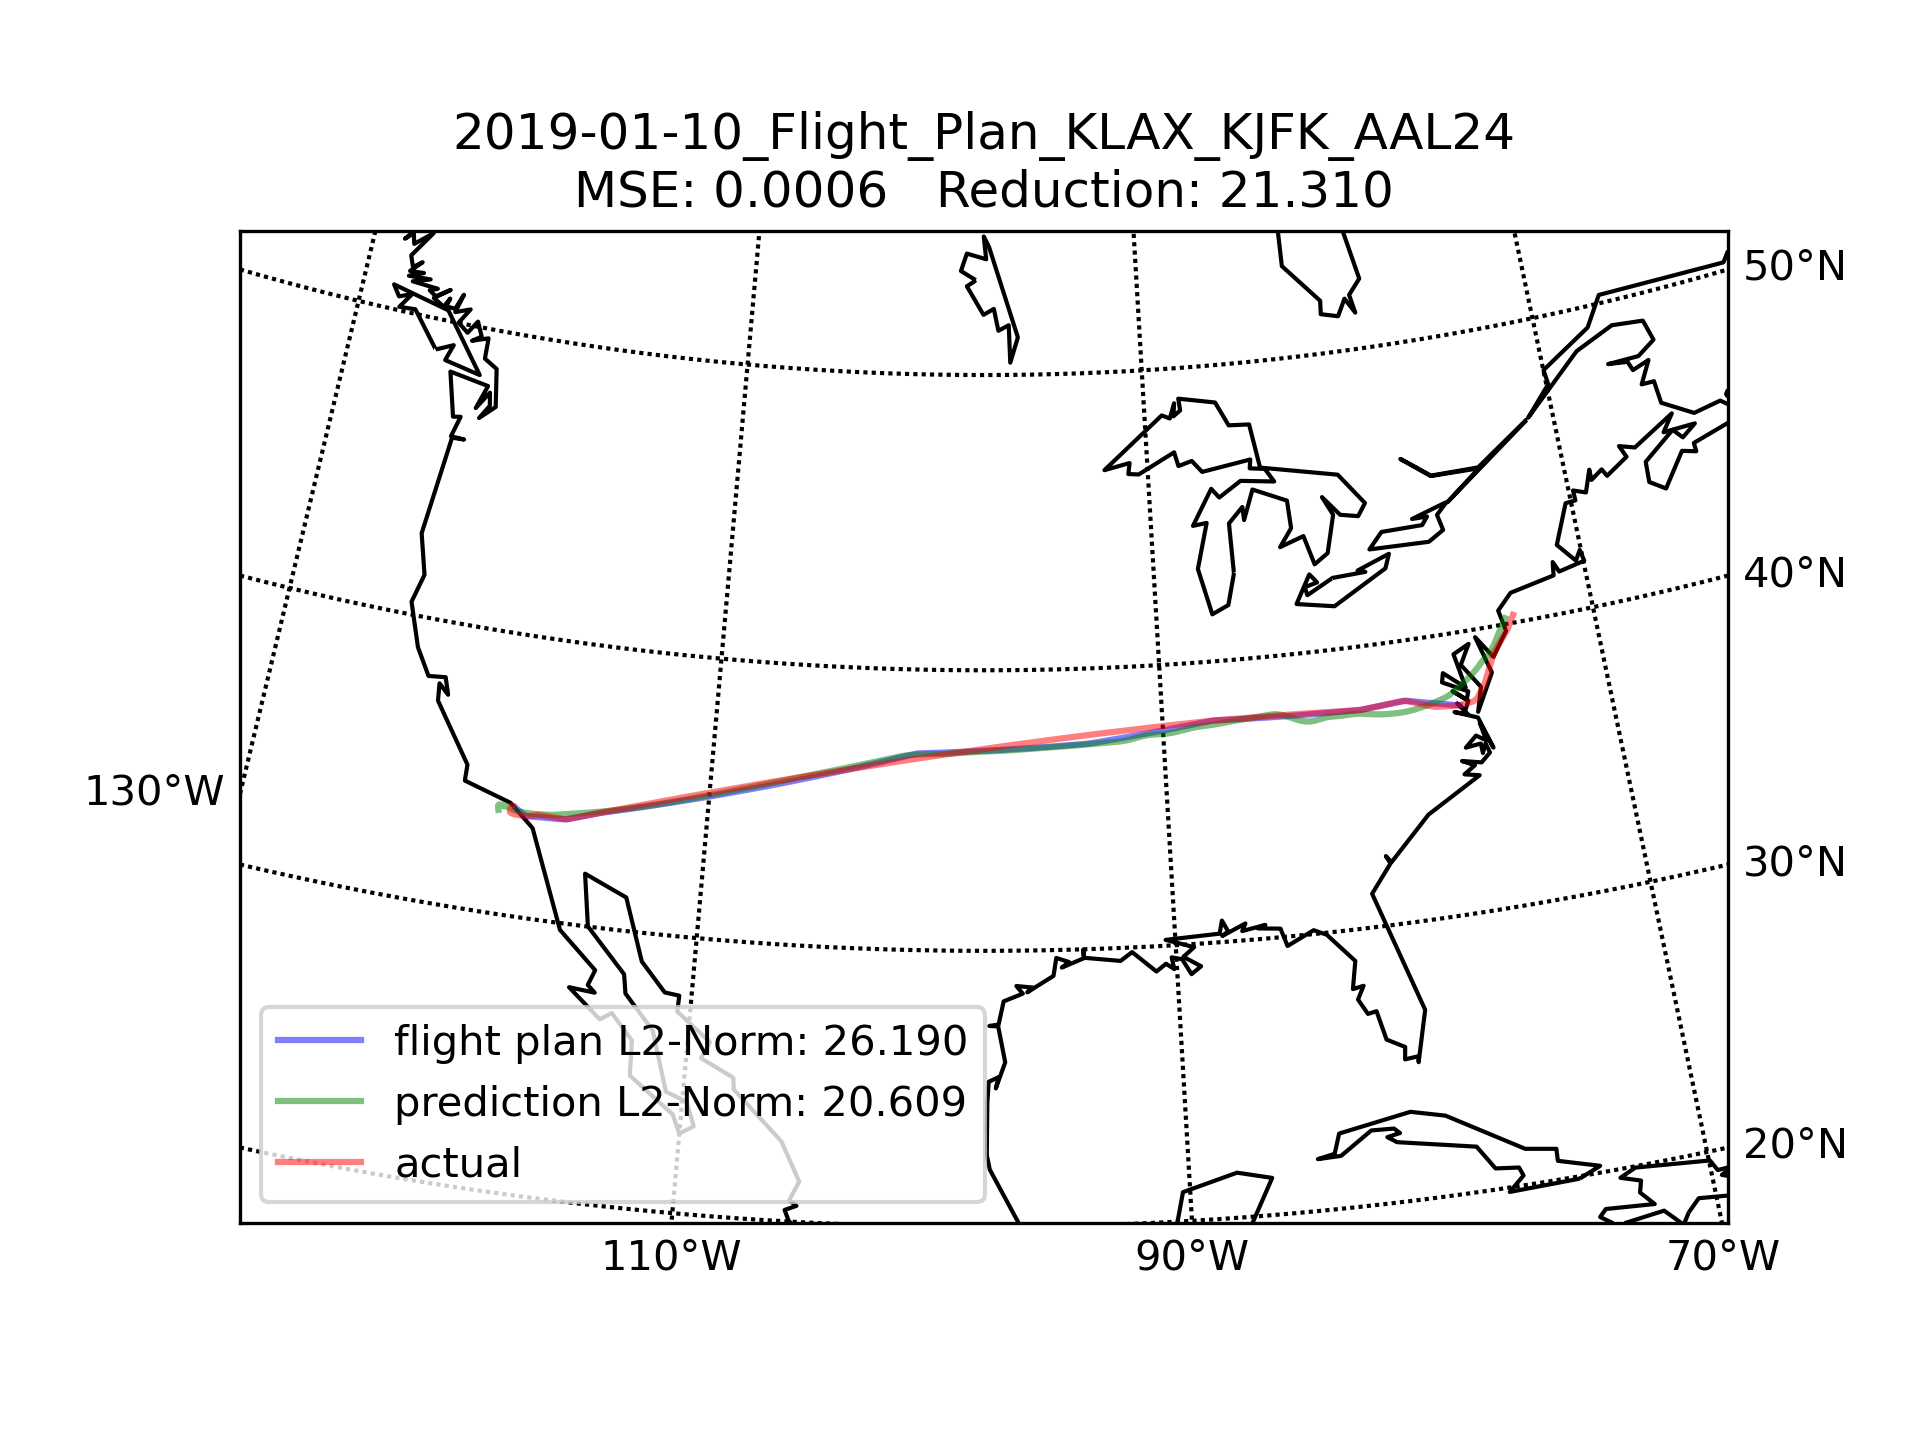 2019-01-10_Flight_Plan_KLAX_KJFK_AAL24
MSE: 0.0006   Reduction: 21.310
50°N
40°N
130°W
30°N
flight plan L2-Norm: 26.190
prediction L2-Norm: 20.609
20°N
actual
110°W
90°W
70°W